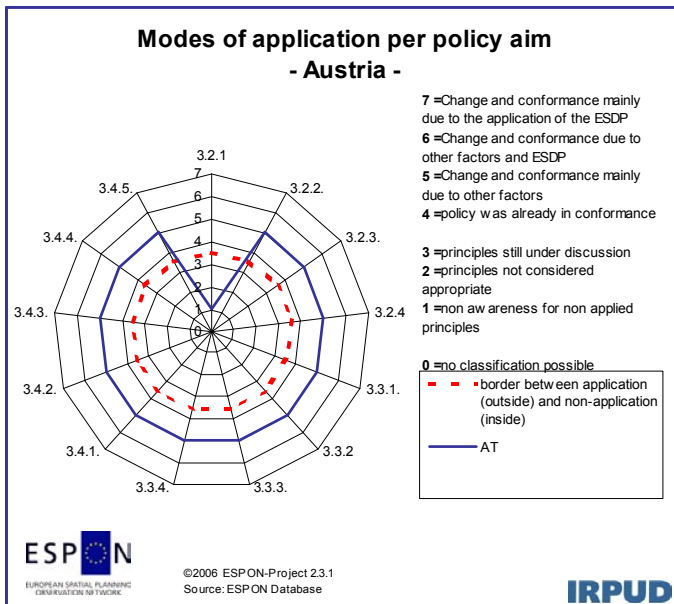 Modes of application per policy aim
- Austria -
7 =Change and conformance mainly
due to the application of the ESDP
6 =Change and conformance due to
other factors and ESDP
5 =Change and conformance mainly
due to other factors
4 =policy was already in conformance
3 =principles still under discussion
2 =principles not considered
appropriate
1 =non awareness for non applied
principles
0 =no classification possible
border between application
(outside) and non-application
(inside)
AT
3.2.1
3.2.2.
3.2.3.
3.2.4
3.3.1.
3.3.2
3.3.3.
3.3.4.
3.4.1.
3.4.2.
3.4.3.
3.4.4.
3.4.5.
7
6
5
4
3
2
1
0
ESPON
EUROPEAN SPATIAL PLANNING
OBSERVATION NETWORK
©2006 ESPON-Project 2.3.1
Source: ESPON Database
IRPUD